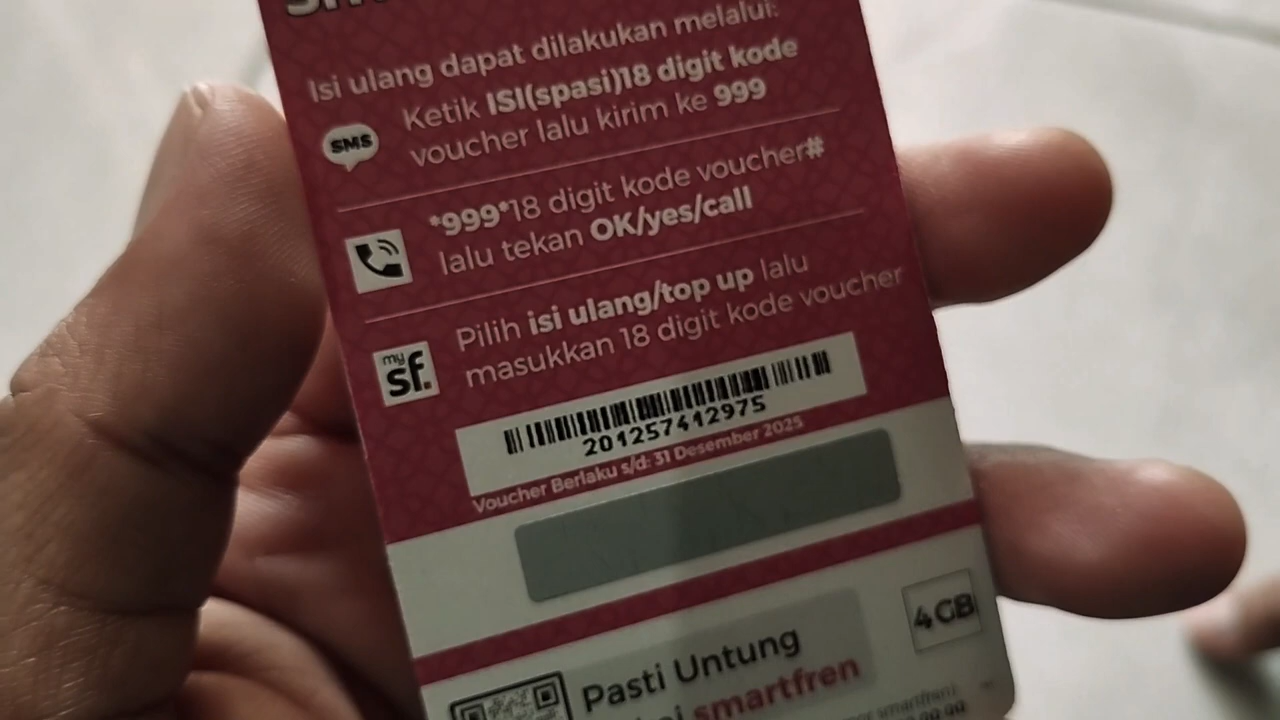 Isi ulang dapat dilakukan melalui:
SMS
Ketik ISI(spasi)18 digit kode
voucher lalu kirim ke 999
*999*18 digit kode voucher#
lalu tekan OK/yes/call
my sf.
Pilih isi ulang/top up lalu
masukkan 18 digit kode voucher
201257412975
Voucher Berlaku s/d: 31 Desember 2025
4GB
Pasti Untung
smartfren
smartfren: